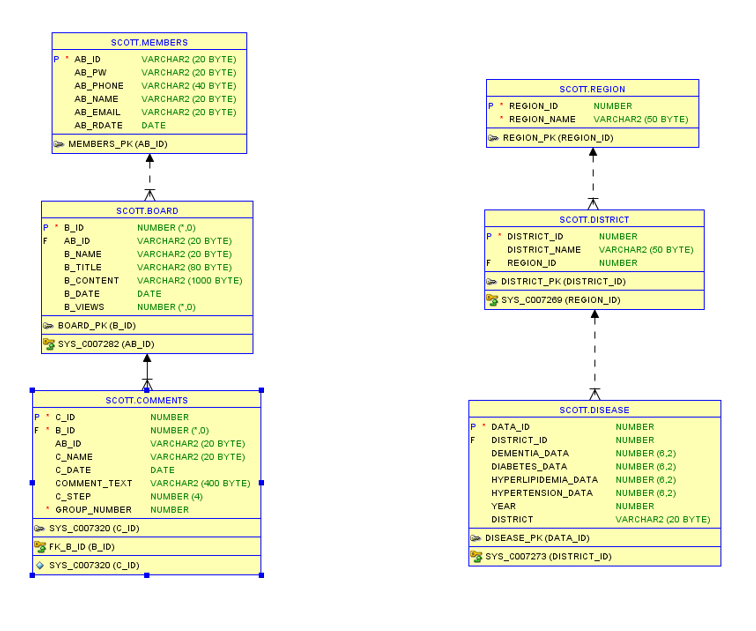 SCOTT.MEMBERS
P * AB_ID VARCHAR2 (20 BYTE)
AB_PW VARCHAR2 (20 BYTE)
AB_PHONE VARCHAR2 (40 BYTE)
AB_NAME VARCHAR2 (20 BYTE)
AB_EMAIL VARCHAR2 (20 BYTE)
AB_RDATE DATE
MEMBERS_PK (AB_ID)
SCOTT.BOARD
P * B_ID NUMBER (*,0)
F AB_ID VARCHAR2 (20 BYTE)
B_NAME VARCHAR2 (20 BYTE)
B_TITLE VARCHAR2 (80 BYTE)
B_CONTENT VARCHAR2 (1000 BYTE)
B_DATE DATE
B_VIEWS NUMBER (*,0)
BOARD_PK (B_ID)
SYS_C007282 (AB_ID)
SCOTT.COMMENTS
P * C_ID NUMBER
F * B_ID NUMBER (*,0)
AB_ID VARCHAR2 (20 BYTE)
C_NAME VARCHAR2 (20 BYTE)
C_DATE DATE
COMMENT_TEXT VARCHAR2 (400 BYTE)
C_STEP NUMBER (4)
* GROUP_NUMBER NUMBER
SYS_C007320 (C_ID)
FK_B_ID (B_ID)
SYS_C007320 (C_ID)
SCOTT.REGION
P * REGION_ID NUMBER
* REGION_NAME VARCHAR2 (50 BYTE)
REGION_PK (REGION_ID)
SCOTT.DISTRICT
P * DISTRICT_ID NUMBER
DISTRICT_NAME VARCHAR2 (50 BYTE)
F REGION_ID NUMBER
DISTRICT_PK (DISTRICT_ID)
SYS_C007269 (REGION_ID)
SCOTT.DISEASE
P * DATA_ID NUMBER
F DISTRICT_ID NUMBER
DEMENTIA_DATA NUMBER (6,2)
DIABETES_DATA NUMBER (6,2)
HYPERLIPIDEMIA_DATA NUMBER (6,2)
HYPERTENSION_DATA NUMBER (6,2)
YEAR NUMBER
DISTRICT VARCHAR2 (20 BYTE)
DISEASE_PK (DATA_ID)
SYS_C007273 (DISTRICT_ID)